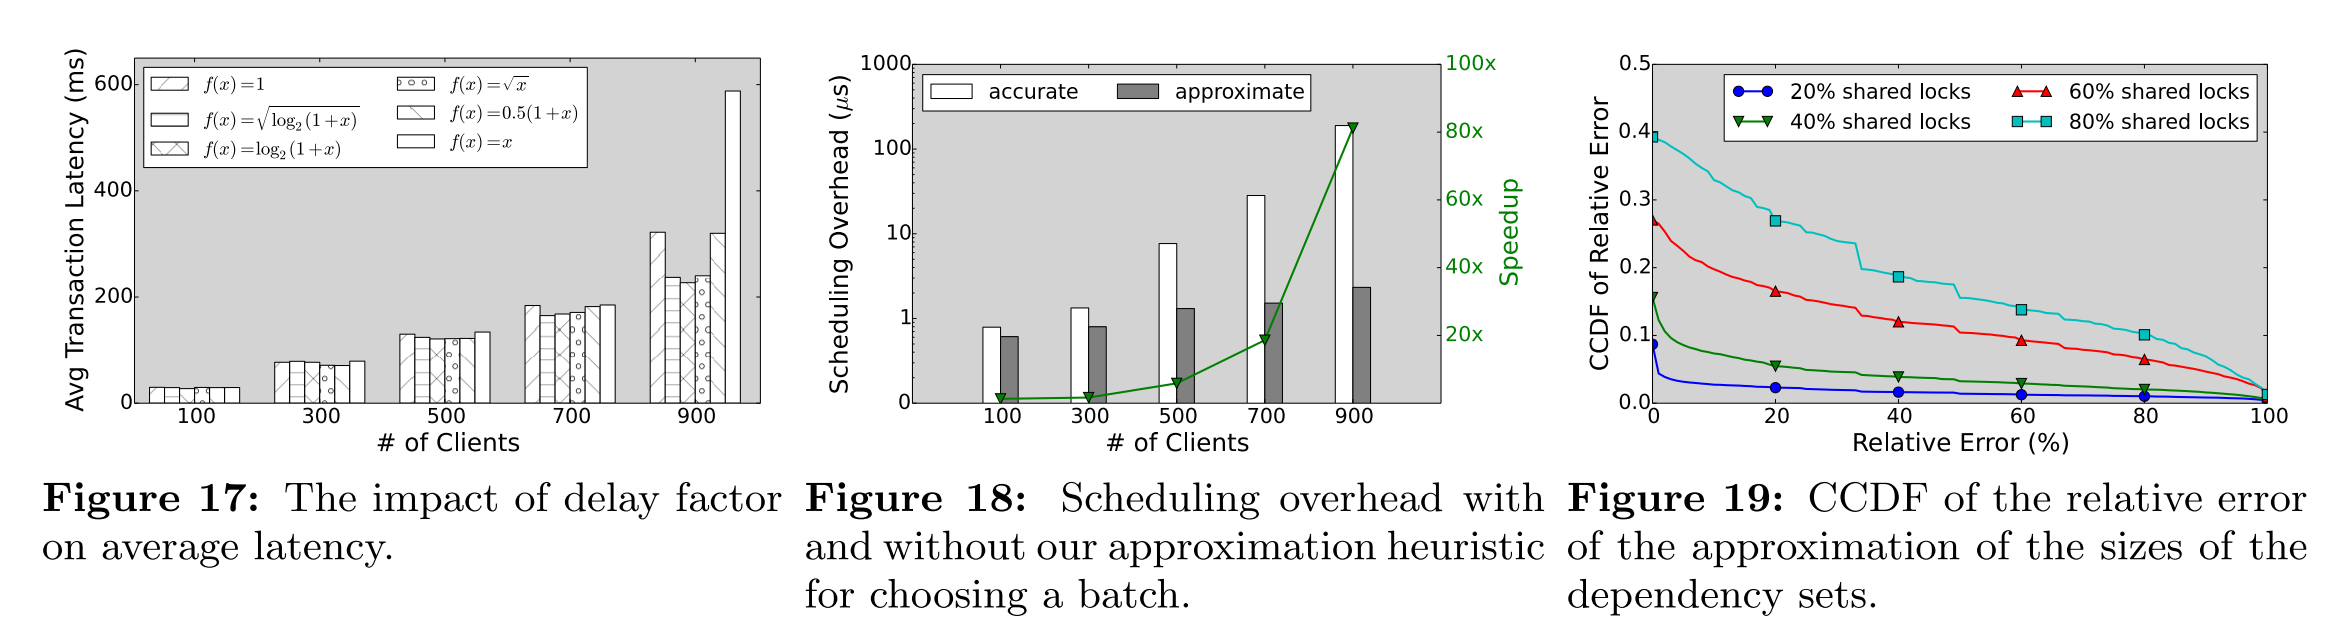 Avg Transaction Latency (ms)
600
400
200
0
f(x)=1
f(x)=√log₂(1+x)
f(x)=log₂(1+x)
f(x)=√x
f(x)=0.5(1+x)
f(x)=x
100 300 500 700 900
# of Clients
Scheduling Overhead (μs)
1000
100
10
1
0
accurate approximate
100x
80x
60x
40x
20x
Speedup
100 300 500 700 900
# of Clients
CCDF of Relative Error
0.5
0.4
0.3
0.2
0.1
0.0
20% shared locks 60% shared locks
40% shared locks 80% shared locks
0 20 40 60 80 100
Relative Error (%)
Figure 17: The impact of delay factor
on average latency.
Figure 18: Scheduling overhead with
and without our approximation heuristic
for choosing a batch.
Figure 19: CCDF of the relative error
of the approximation of the sizes of the
dependency sets.